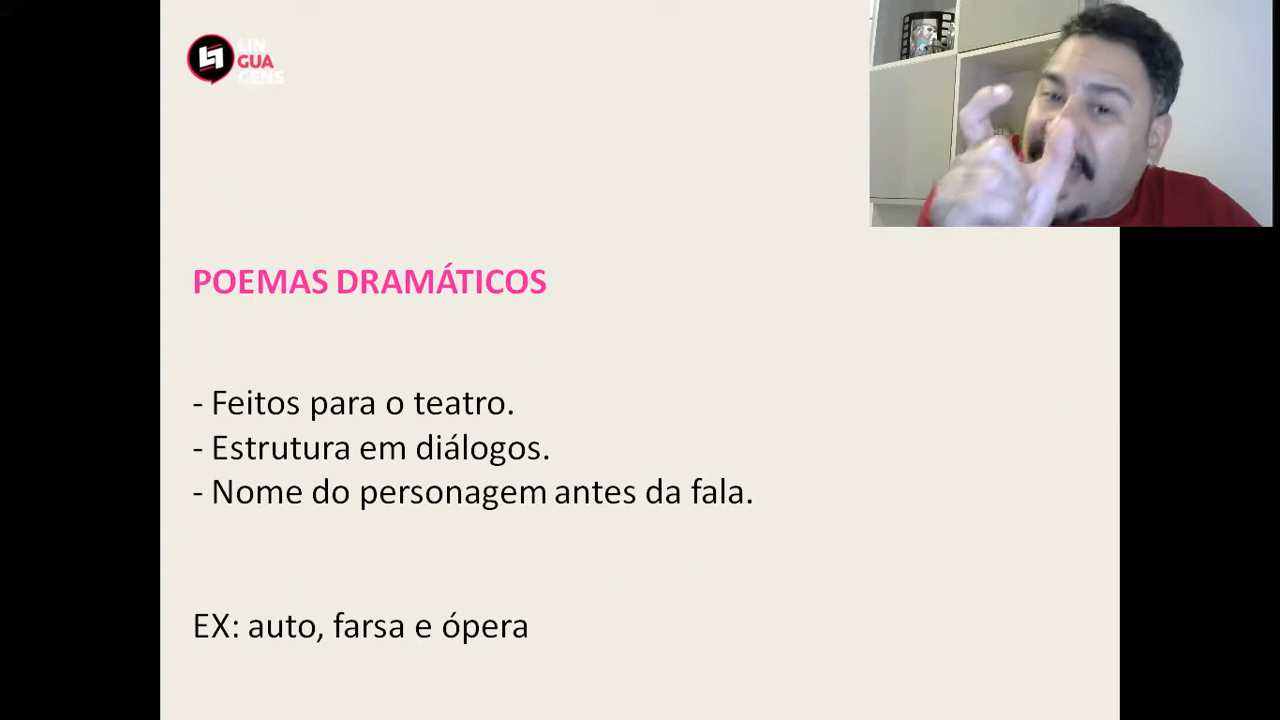 LIN
GUA
GENS
POEMAS DRAMÁTICOS
- Feitos para o teatro.
- Estrutura em diálogos.
- Nome do personagem antes da fala.
EX: auto, farsa e ópera